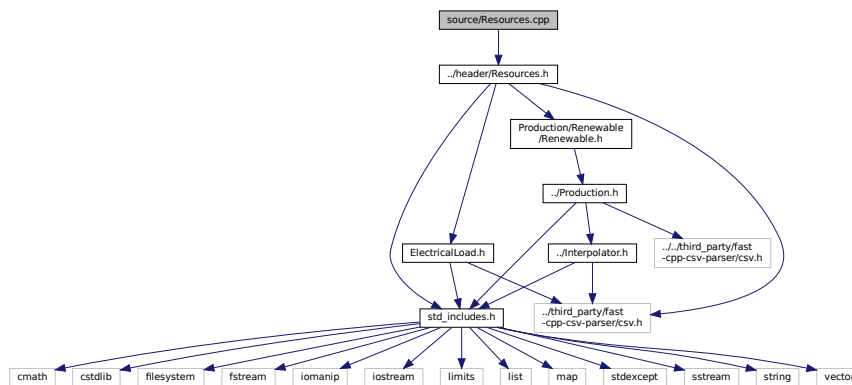 source/Resources.cpp
../header/Resources.h
Production/Renewable
/Renewable.h
../Production.h
ElectricalLoad.h
../Interpolator.h
../../third_party/fast
-cpp-csv-parser/csv.h
../third_party/fast
-cpp-csv-parser/csv.h
std_includes.h
cmath
cstdlib
filesystem
fstream
iomanip
iostream
limits
list
map
stdexcept
sstream
string
vector